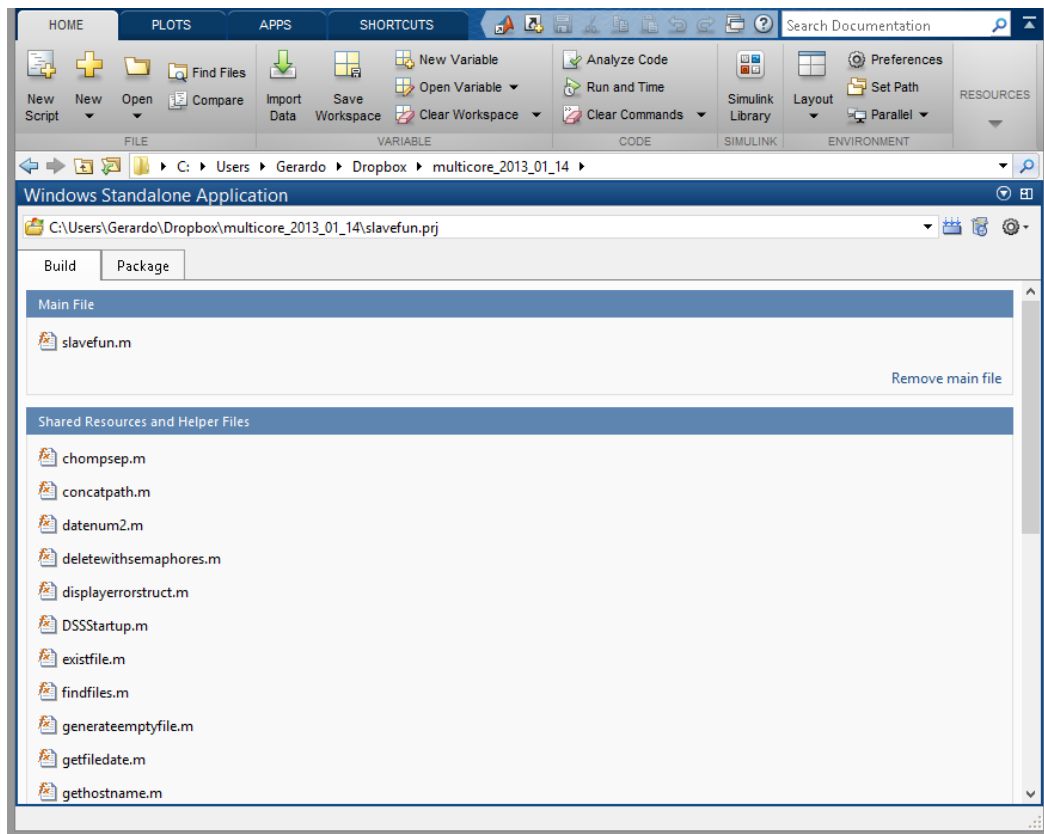 HOME PLOTS APPS SHORTCUTS Search Documentation
New Script
New
Open
Find Files
Compare
Import Data
Save Workspace
New Variable
Open Variable
Clear Workspace
Analyze Code
Run and Time
Clear Commands
Simulink Library
Layout
Preferences
Set Path
Parallel
RESOURCES
FILE VARIABLE CODE SIMULINK ENVIRONMENT
C: Users Gerardo Dropbox multicore_2013_01_14
Windows Standalone Application
C:\Users\Gerardo\Dropbox\multicore_2013_01_14\slavefun.prj
Build Package
Main File
slavefun.m
Remove main file
Shared Resources and Helper Files
chompsep.m
concatpath.m
datenum2.m
deletewithsemaphores.m
displayerrorstruct.m
DSSStartup.m
existfile.m
findfiles.m
generateemptyfile.m
getfiledate.m
gethostname.m